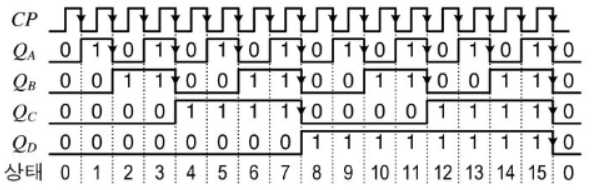 CP
QA 0 1 0 1 0 1 0 1 0 1 0 1 0 1 0 1 0
QB 0 0 1 1 0 0 1 1 0 0 1 1 0 0 1 1 0
QC 0 0 0 0 1 1 1 1 0 0 0 0 1 1 1 1 0
QD 0 0 0 0 0 0 0 0 1 1 1 1 1 1 1 1 0
상태 0 1 2 3 4 5 6 7 8 9 10 11 12 13 14 15 0